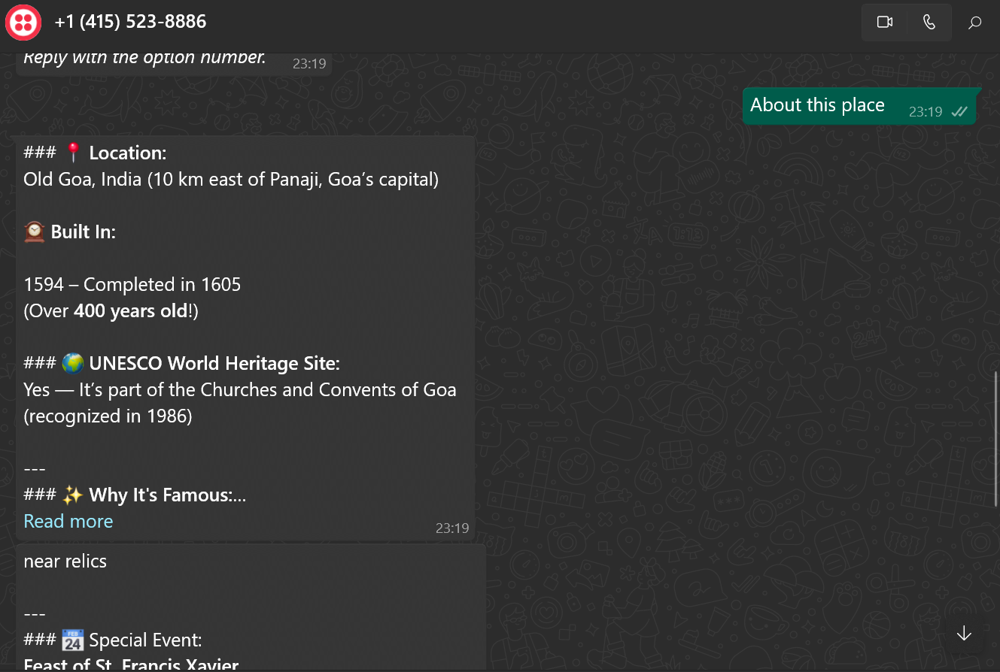 +1 (415) 523-8886
Reply with the option number.
23:19
About this place
23:19
### 📍 Location:
Old Goa, India (10 km east of Panaji, Goa’s capital)
🕰️ Built In:
1594 – Completed in 1605
(Over 400 years old!)
### 🌍 UNESCO World Heritage Site:
Yes — It’s part of the Churches and Convents of Goa
(recognized in 1986)
---
### ✨ Why It's Famous:...
Read more
23:19
near relics
---
### 📅 Special Event:
Feast of St. Francis Xavier